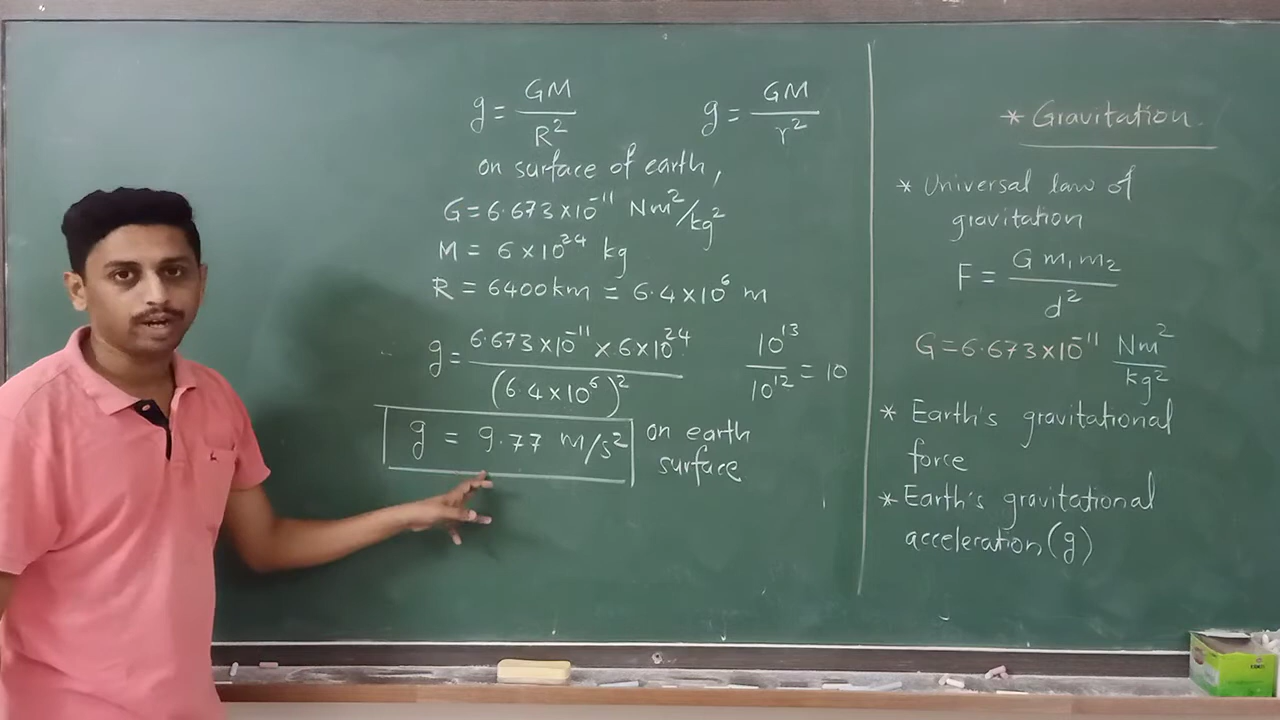 g = GM/R² g = GM/r²
on surface of earth,
G = 6.673 × 10⁻¹¹ Nm²/kg²
M = 6 × 10²⁴ kg
R = 6400 km = 6.4 × 10⁶ m
g = 6.673 × 10⁻¹¹ × 6 × 10²⁴ / (6.4 × 10⁶)² 10¹³/10¹² = 10
g = 9.77 m/s² on earth
surface
* Gravitation
* Universal law of
gravitation
F = G m₁ m₂ / d²
G = 6.673 × 10⁻¹¹ Nm²/kg²
* Earth's gravitational
force
* Earth's gravitational
acceleration (g)